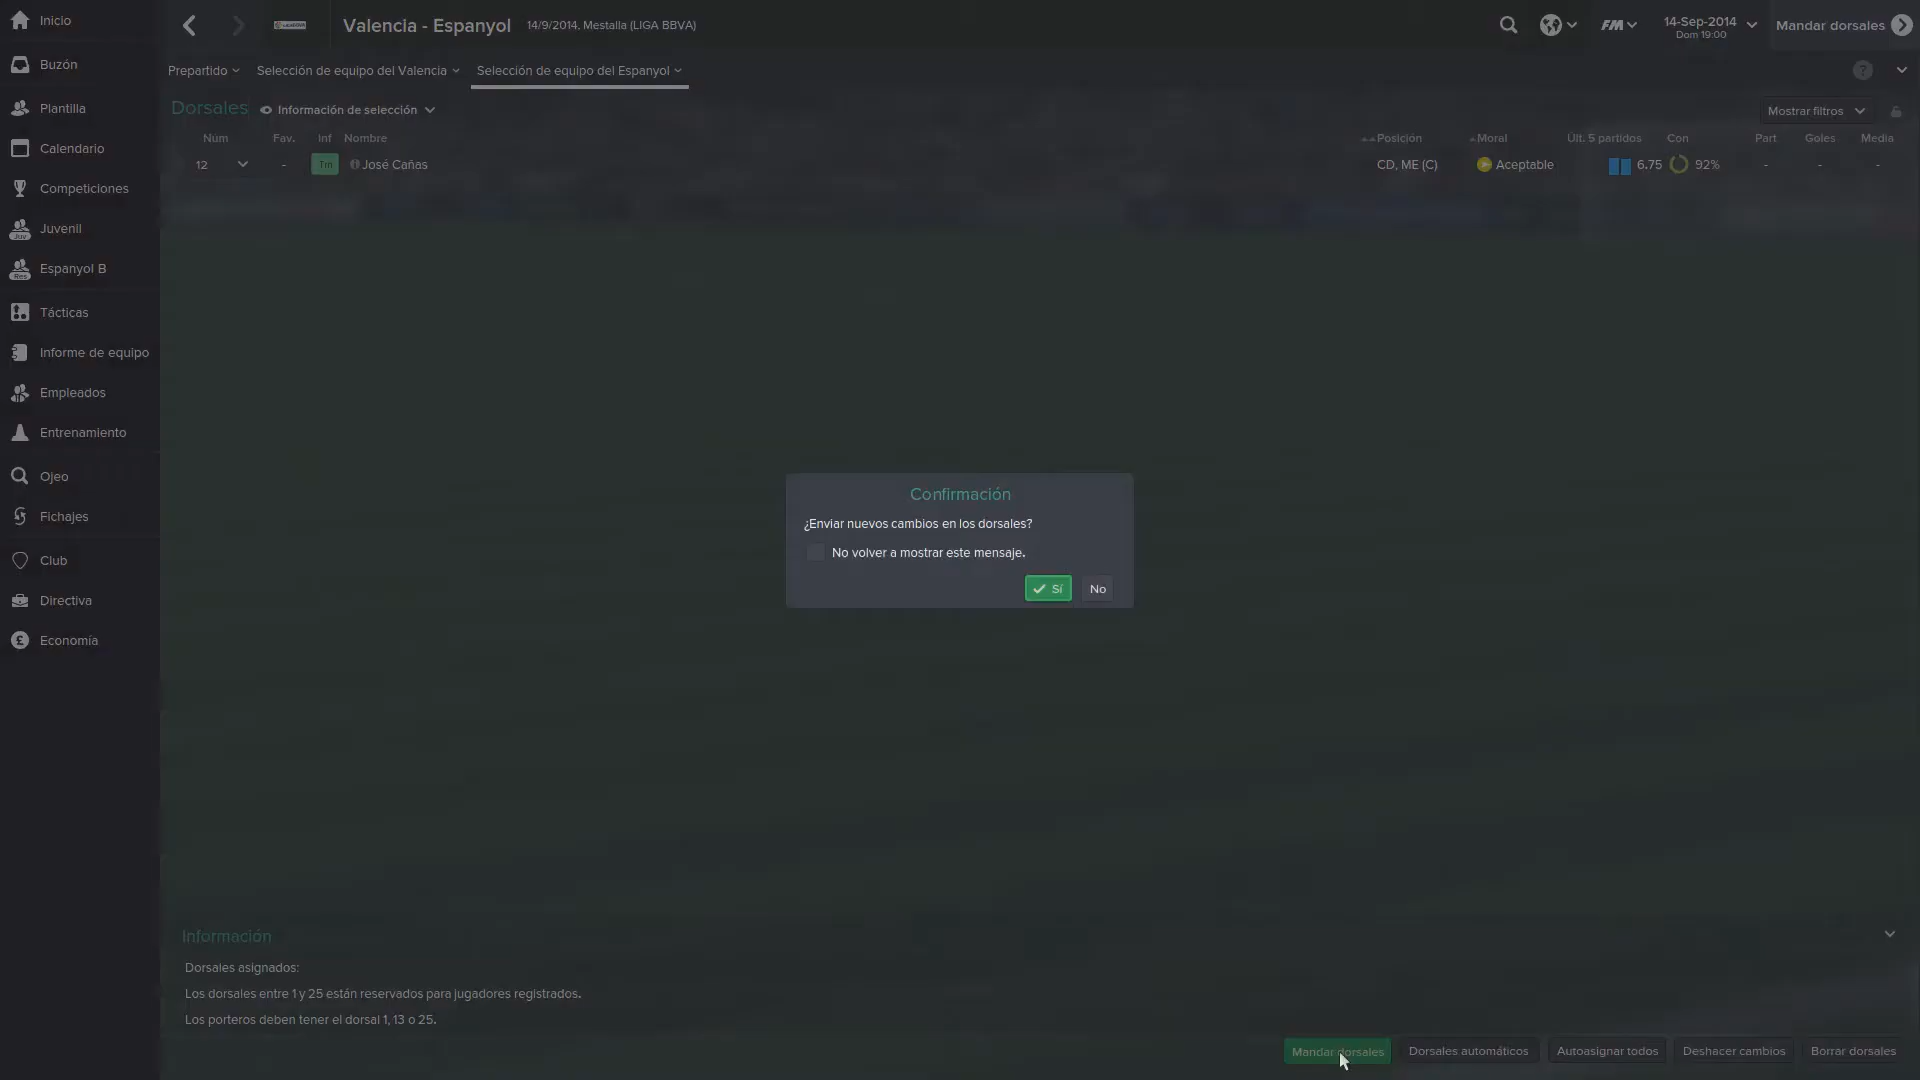 Inicio
Valencia - Espanyol
14/9/2014. Mestalla (LIGA BBVA)
FM
14-Sep-2014
Dom 19:00
Mandar dorsales
Buzón
Prepartido
Selección de equipo del Valencia
Selección de equipo del Espanyol
?
Plantilla
Dorsales
Información de selección
Mostrar filtros
Núm
Fav.
Inf
Nombre
Posición
Moral
Últ. 5 partidos
Con
Part
Goles
Media
Calendario
12
-
Trn
José Cañas
CD, ME (C)
Aceptable
6.75
92%
-
-
-
Competiciones
Juv
Juvenil
Res
Espanyol B
Tácticas
Informe de equipo
Empleados
Entrenamiento
Ojeo
Fichajes
Club
Directiva
£
Economía
Confirmación
¿Enviar nuevos cambios en los dorsales?
No volver a mostrar este mensaje.
Sí
No
Información
Dorsales asignados:
Los dorsales entre 1 y 25 están reservados para jugadores registrados.
Los porteros deben tener el dorsal 1, 13 o 25.
Mandar dorsales
Dorsales automáticos
Autoasignar todos
Deshacer cambios
Borrar dorsales